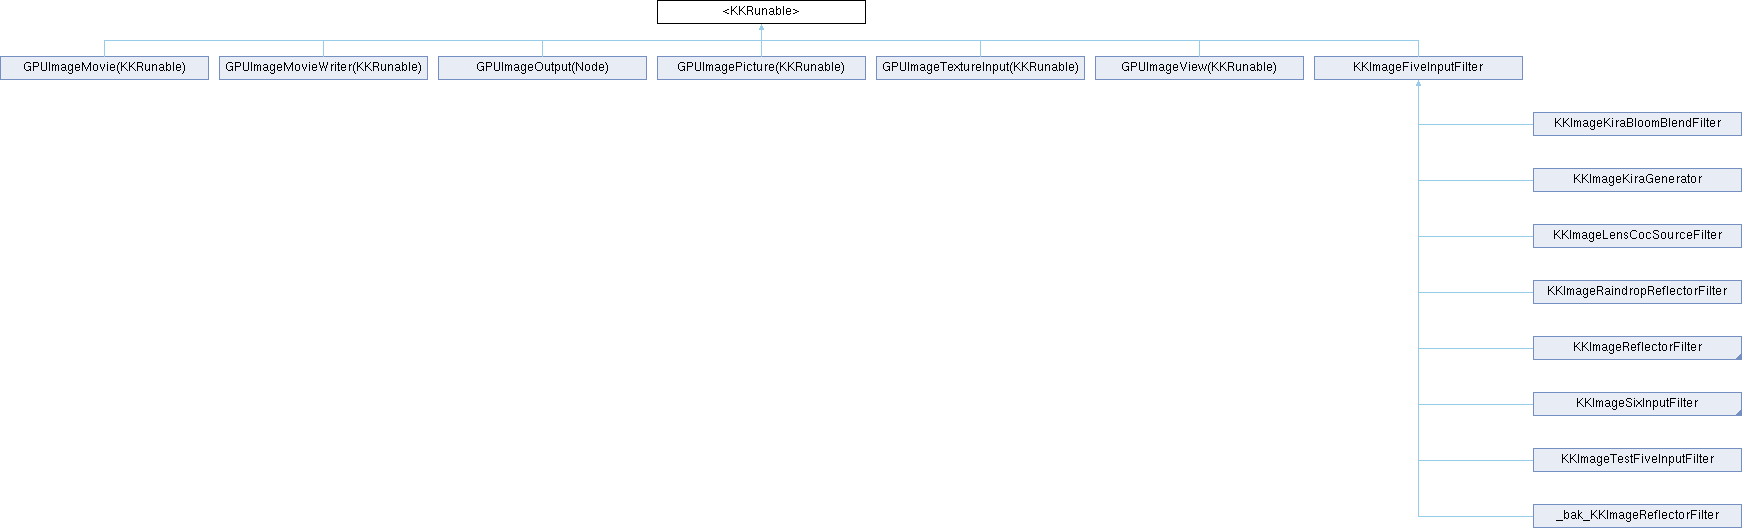 <KKRunable>
GPUImageMovie(KKRunable)
GPUImageMovieWriter(KKRunable)
GPUImageOutput(Node)
GPUImagePicture(KKRunable)
GPUImageTextureInput(KKRunable)
GPUImageView(KKRunable)
KKImageFiveInputFilter
KKImageKiraBloomBlendFilter
KKImageKiraGenerator
KKImageLensCocSourceFilter
KKImageRaindropReflectorFilter
KKImageReflectorFilter
KKImageSixInputFilter
KKImageTestFiveInputFilter
_bak_KKImageReflectorFilter